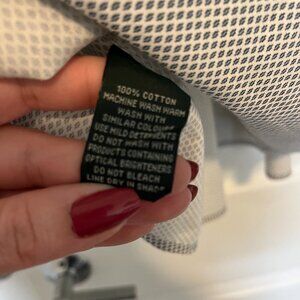 100% COTTON
MACHINE WASH WARM
WASH WITH
SIMILAR COLOURS
USE MILD DETERGENTS
DO NOT WASH WITH
PRODUCTS CONTAINING
OPTICAL BRIGHTENERS
DO NOT BLEACH
LINE DRY IN SHADE